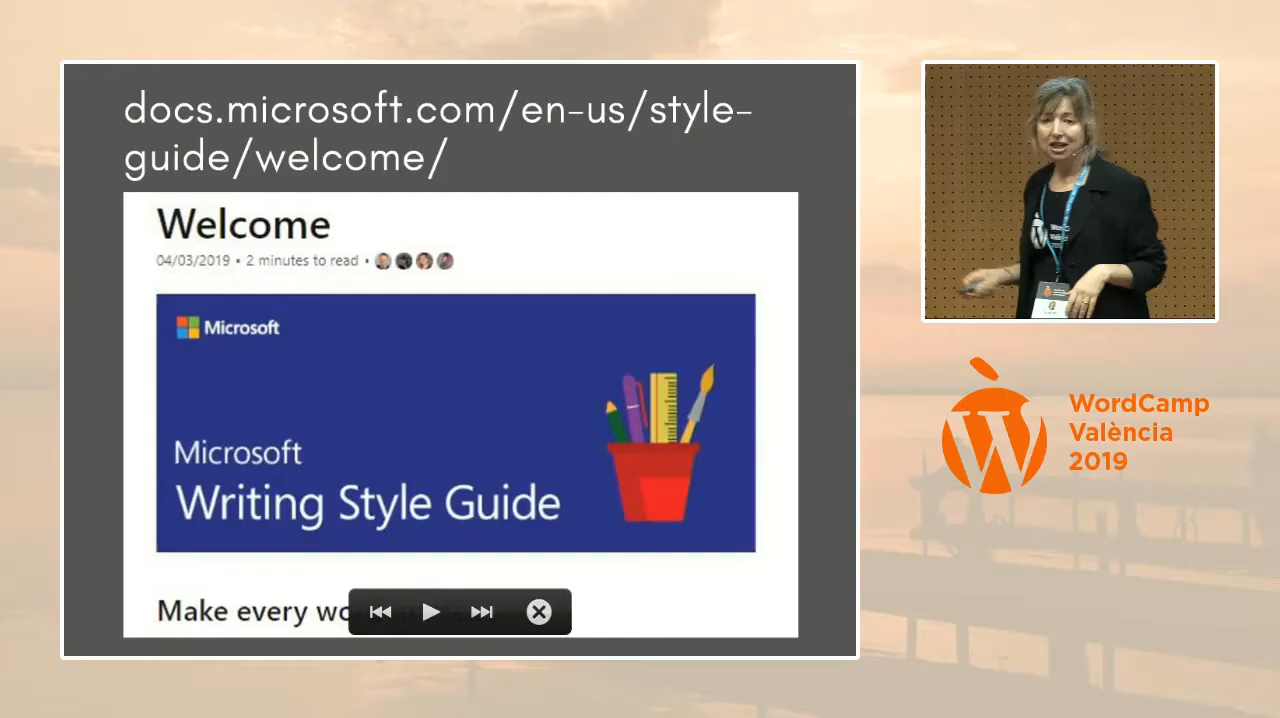 docs.microsoft.com/en-us/style-
guide/welcome/
Welcome
04/03/2019 • 2 minutes to read •
Microsoft
Microsoft
Writing Style Guide
Make every
WordCamp
València
2019